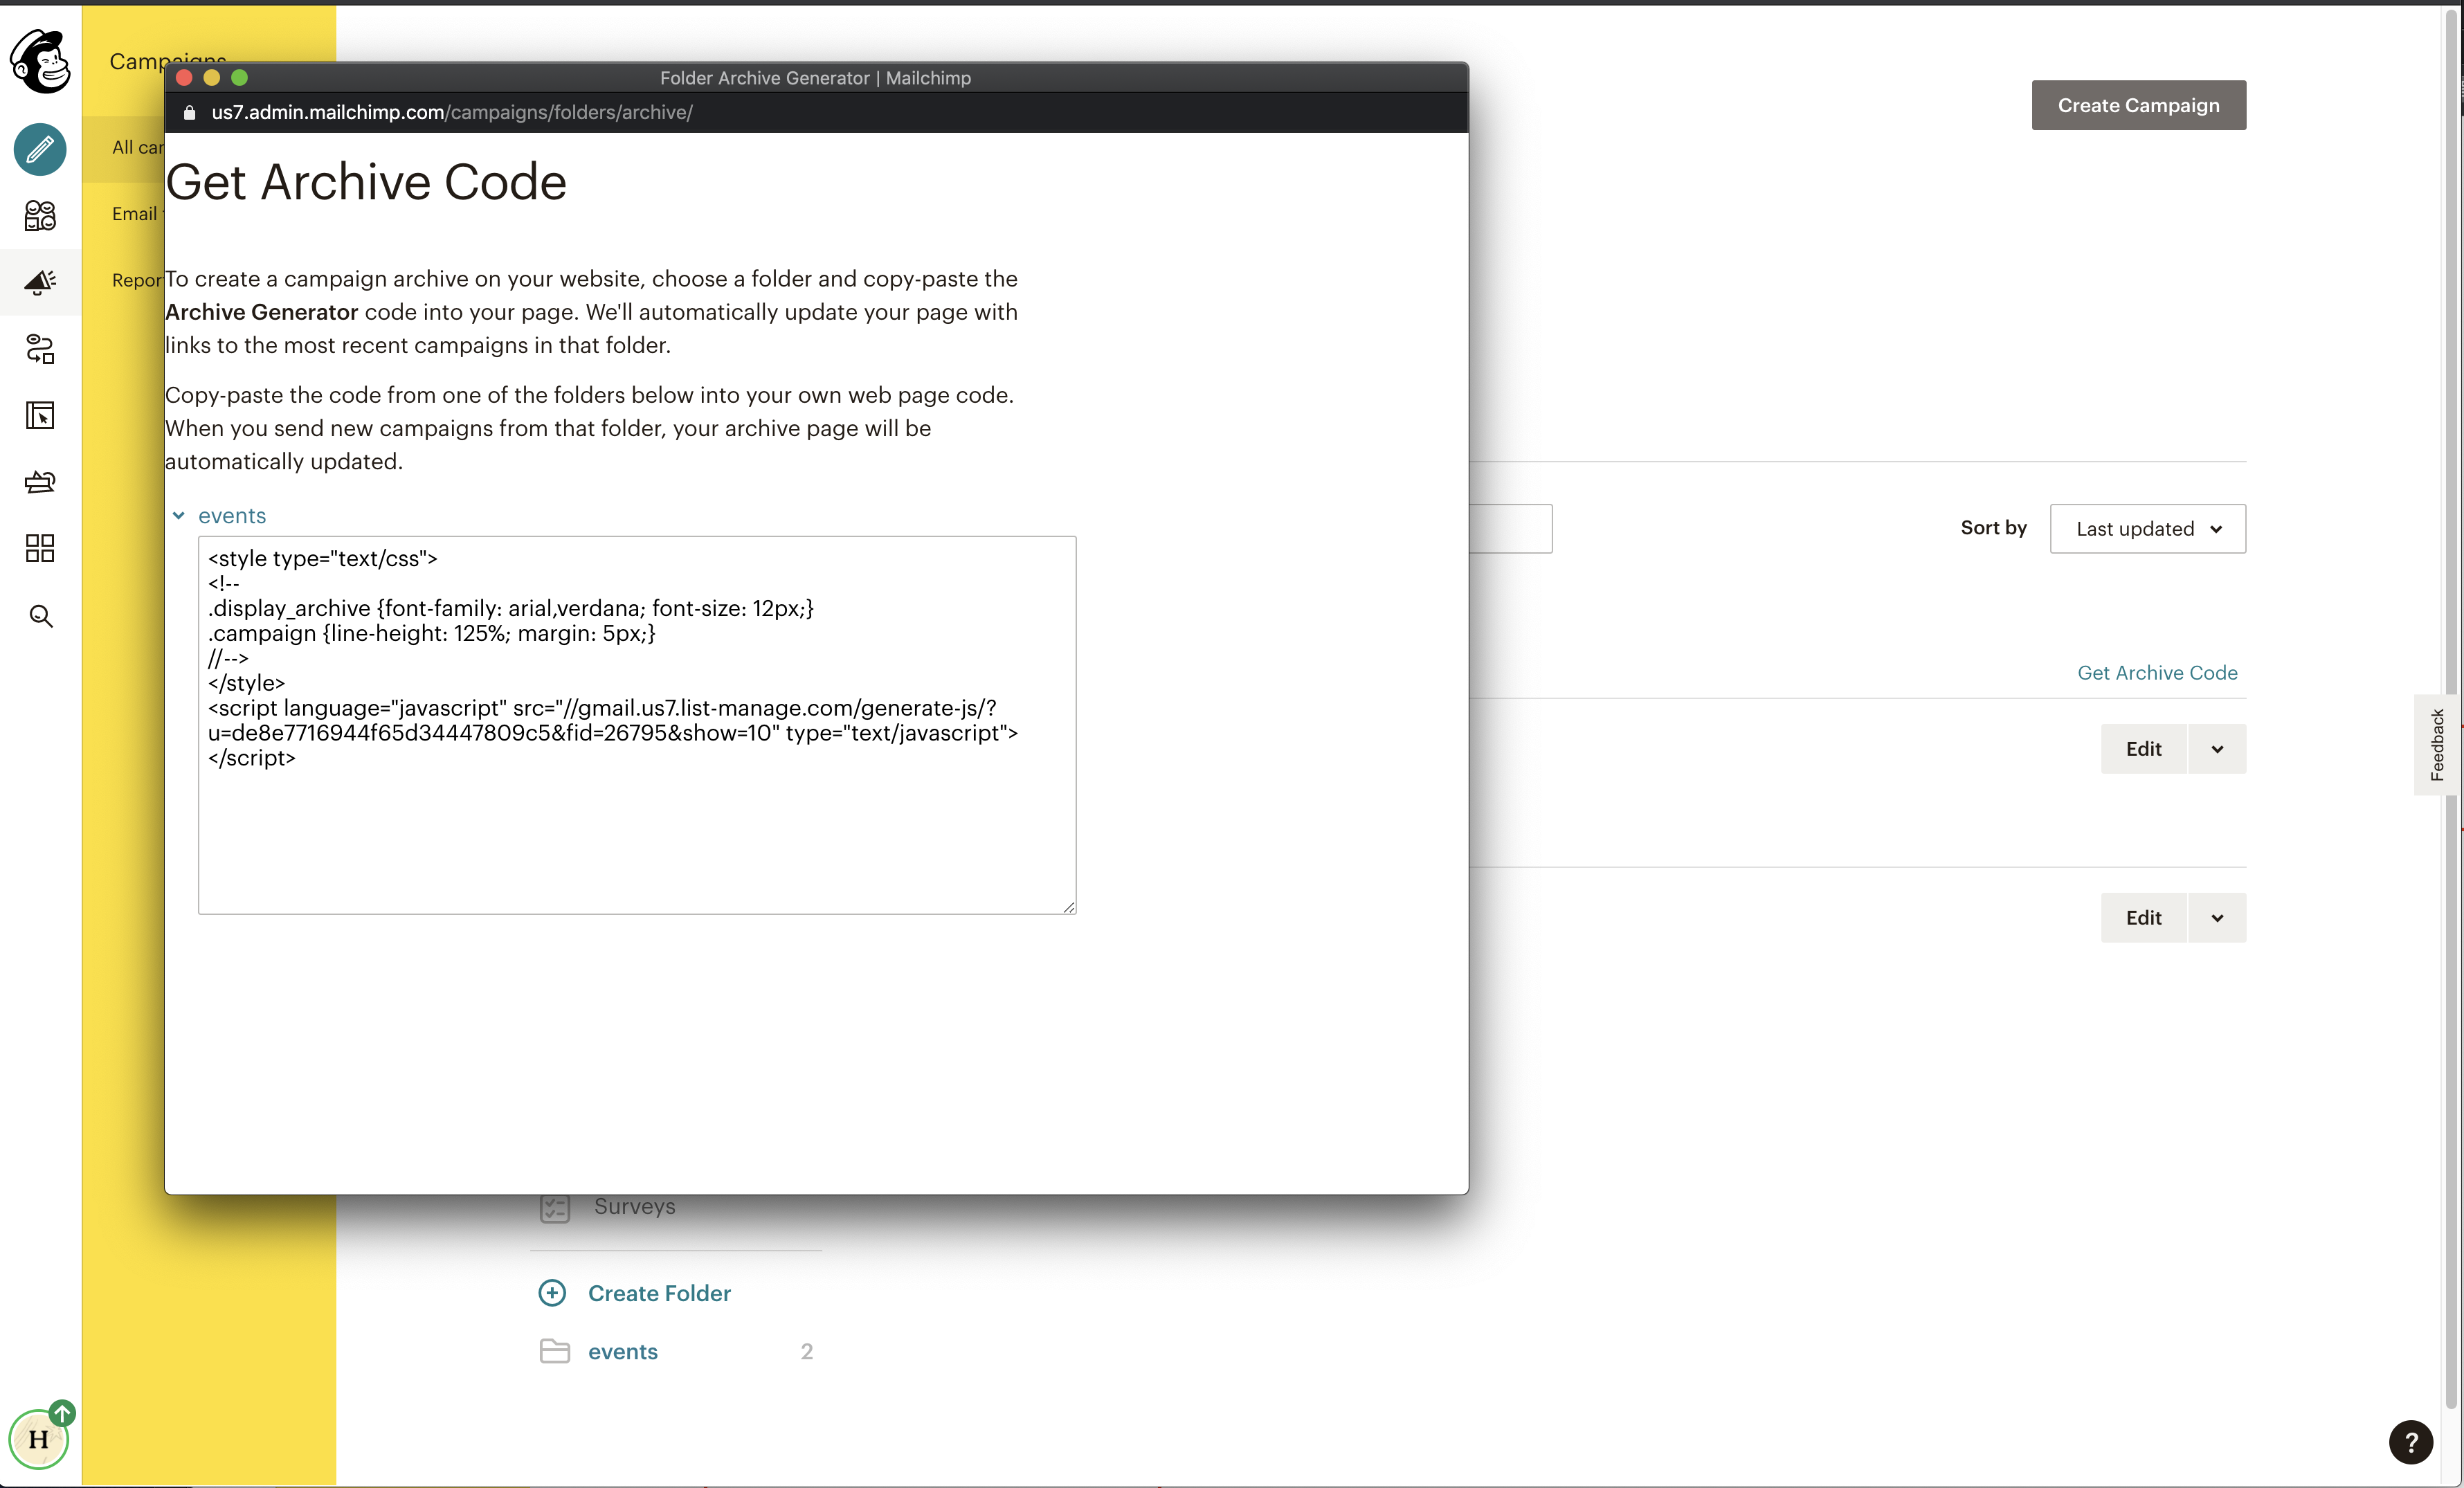 Campaigns
All
Email
Folder Archive Generator | Mailchimp
us7.admin.mailchimp.com/campaigns/folders/archive/
Get Archive Code
To create a campaign archive on your website, choose a folder and copy-paste the
Archive Generator code into your page. We'll automatically update your page with
links to the most recent campaigns in that folder.
Copy-paste the code from one of the folders below into your own web page code.
When you send new campaigns from that folder, your archive page will be
automatically updated.
events
<style type="text/css">
<!--
.display_archive {font-family: arial,verdana; font-size: 12px;}
.campaign {line-height: 125%; margin: 5px;}
//-->
</style>
<script language="javascript" src="//gmail.us7.list-manage.com/generate-js/?
u=de8e7716944f65d34447809c5&fid=26795&show=10" type="text/javascript">
</script>
Create Campaign
Sort by
Last updated
Get Archive Code
Edit
Feedback
Edit
Surveys
Create Folder
events 2
H
?